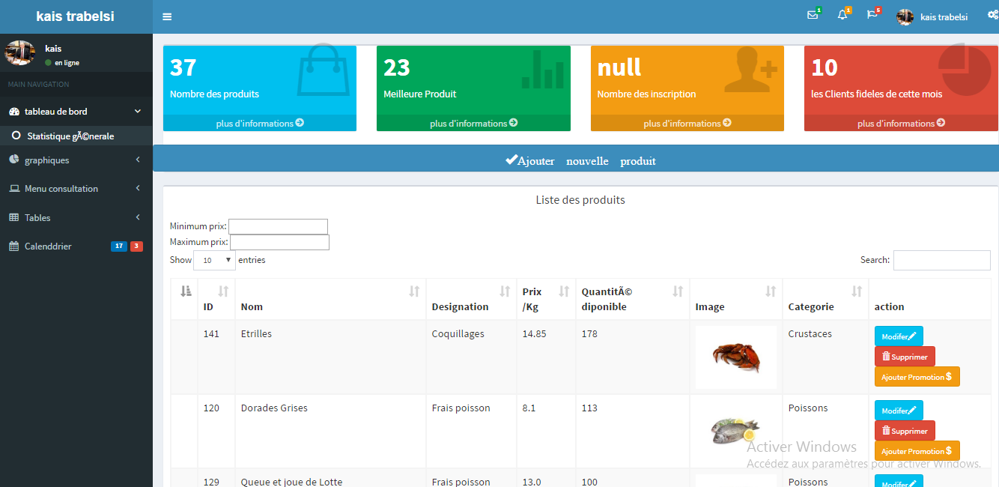 kais trabelsi
1
1
5
kais trabelsi
kais
en ligne
MAIN NAVIGATION
tableau de bord
Statistique gÃ©nerale
graphiques
Menu consultation
Tables
Calenddrier 17 3
37
Nombre des produits
plus d'informations
23
Meilleure Produit
plus d'informations
null
Nombre des inscription
plus d'informations
10
les Clients fideles de cette mois
plus d'informations
Ajouter nouvelle produit
Liste des produits
Minimum prix:
Maximum prix:
Show 10 entries
Search:
ID Nom Designation Prix /Kg QuantitÃ© diponible Image Categorie action
141 Etrilles Coquillages 14.85 178 Crustaces
Modifer
Supprimer
Ajouter Promotion $
120 Dorades Grises Frais poisson 8.1 113 Poissons
Modifer
Supprimer
Ajouter Promotion $
Activer Windows
Accédez aux paramètres pour activer Windows.
129 Queue et joue de Lotte Frais poisson 13.0 100 Poissons
Modifer